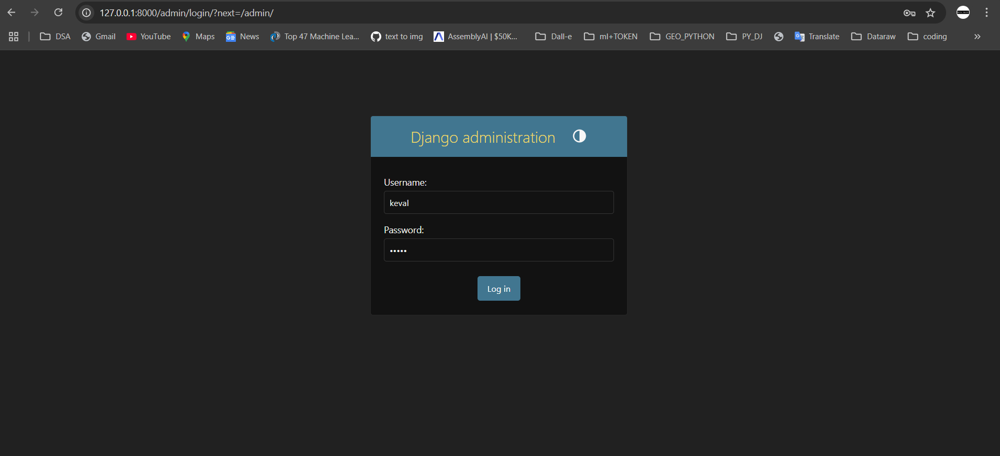 127.0.0.1:8000/admin/login/?next=/admin/
DSA Gmail YouTube Maps News Top 47 Machine Lea... text to img AssemblyAI | $50K... Dall-e ml+TOKEN GEO_PYTHON PY_DJ Translate Dataraw coding
Django administration
Username:
keval
Password:
•••••
Log in